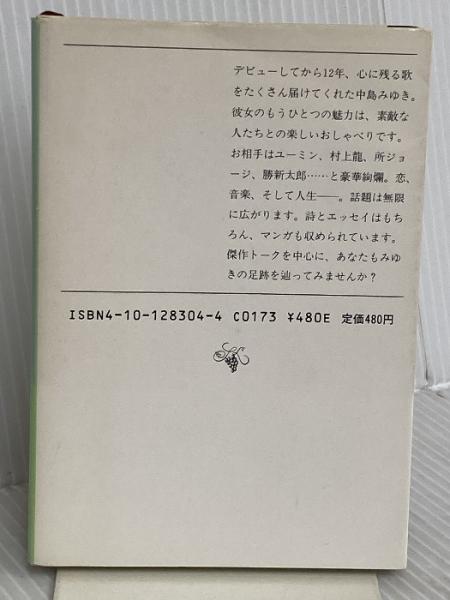 デビューしてから12年、心に残る歌
をたくさん届けてくれた中島みゆき。
彼女のもうひとつの魅力は、素敵な
人たちとの楽しいおしゃべりです。
お相手はユーミン、村上龍、所ジョ
ージ、勝新太郎……と豪華絢爛。恋、
音楽、そして人生——。話題は無限
に広がります。詩とエッセイはもち
ろん、マンガも収められています。
傑作トークを中心に、あなたもみゆ
きの足跡を辿ってみませんか？
ISBN4-10-128304-4 C0173 ¥480E 定価480円